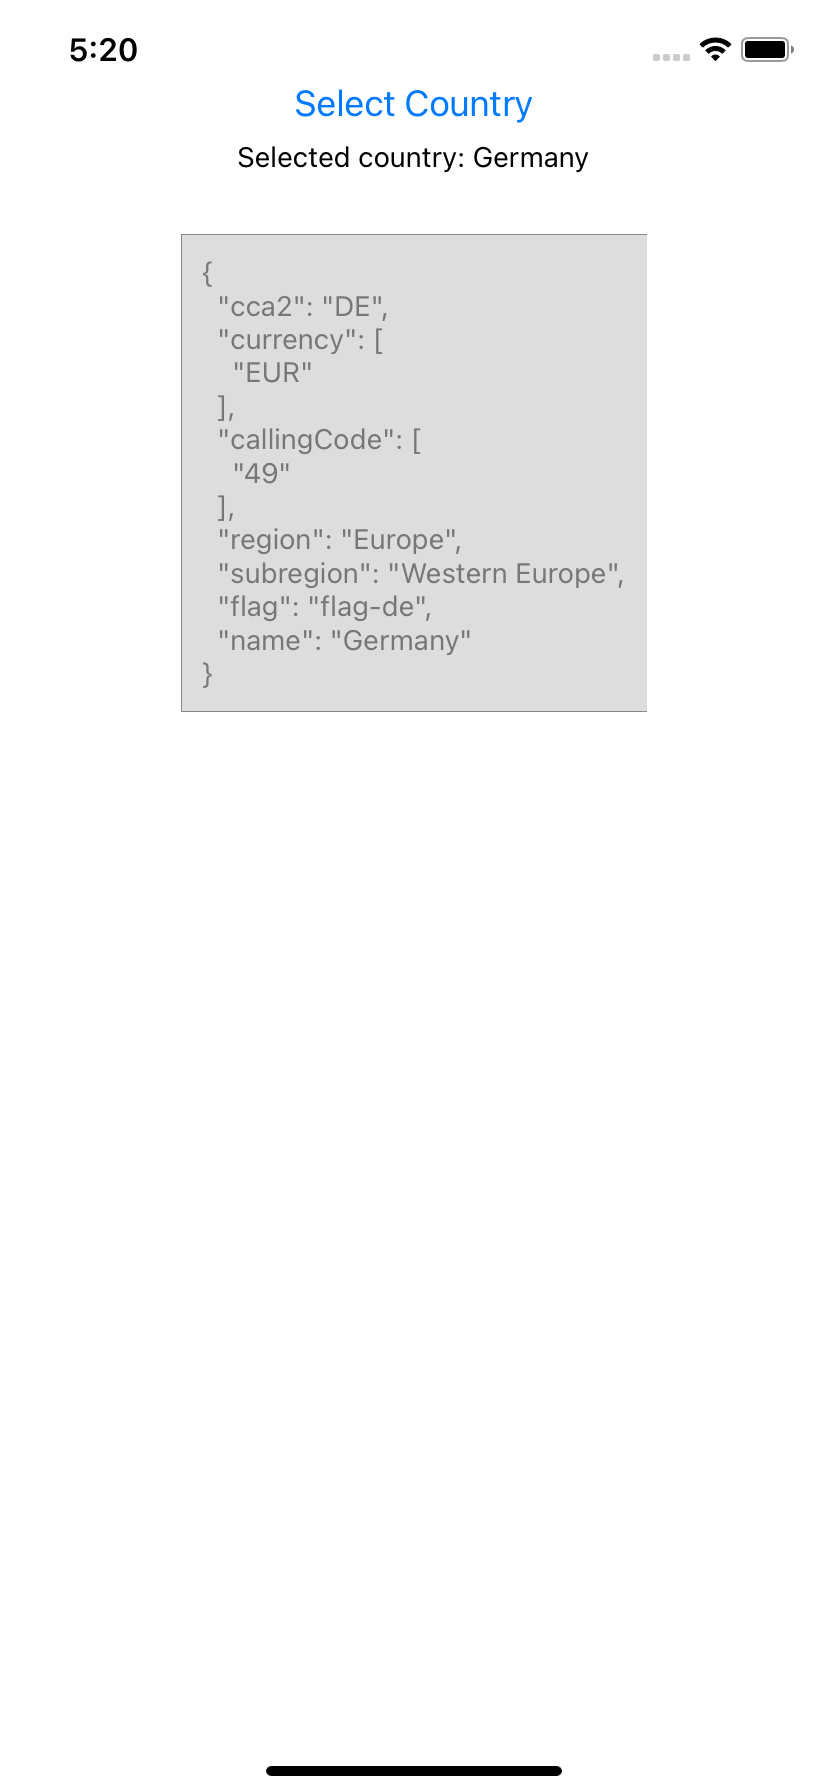 5:20
Select Country
Selected country: Germany
{
  "cca2": "DE",
  "currency": [
    "EUR"
  ],
  "callingCode": [
    "49"
  ],
  "region": "Europe",
  "subregion": "Western Europe",
  "flag": "flag-de",
  "name": "Germany"
}